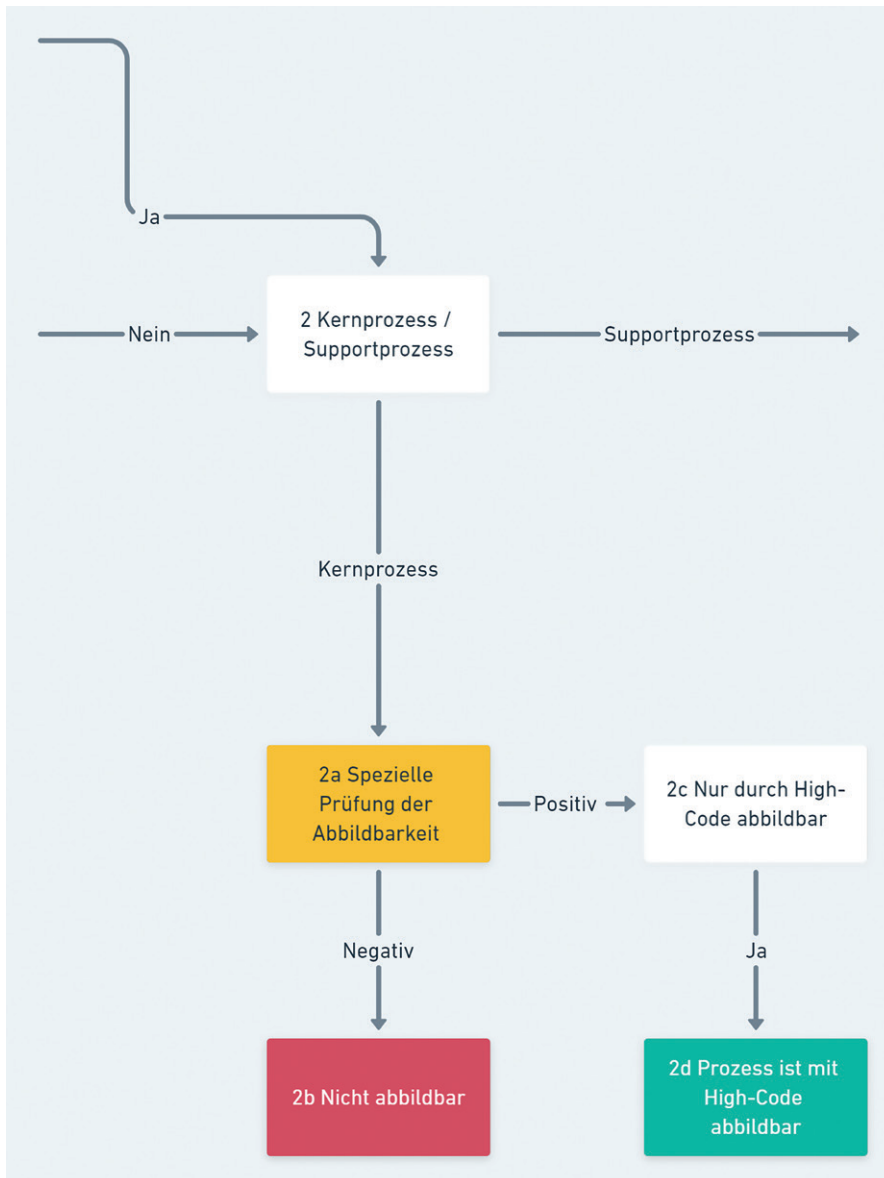 Ja
Nein
2 Kernprozess /
Supportprozess
Supportprozess
Kernprozess
2a Spezielle
Prüfung der
Abbildbarkeit
Positiv
2c Nur durch High-
Code abbildbar
Negativ
Ja
2b Nicht abbildbar
2d Prozess ist mit
High-Code
abbildbar